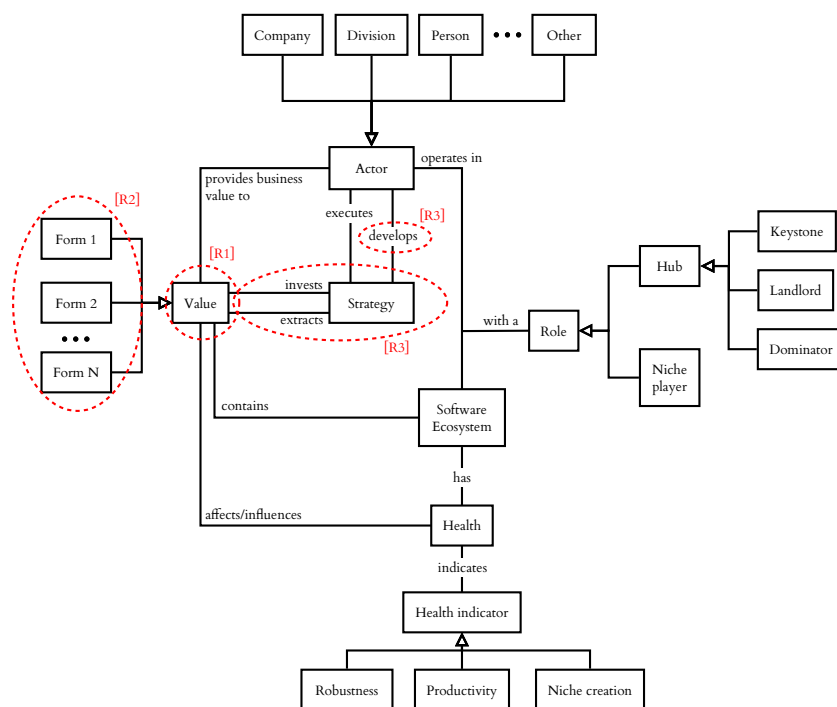 Company
Division
Person
Other
Actor
operates in
provides business
value to
executes
[R3]
develops
[R2]
Form 1
Form 2
Form N
[R1]
Value
invests
extracts
Strategy
[R3]
with a
Role
Hub
Niche
player
Keystone
Landlord
Dominator
contains
Software
Ecosystem
has
affects/influences
Health
indicates
Health indicator
Robustness
Productivity
Niche creation